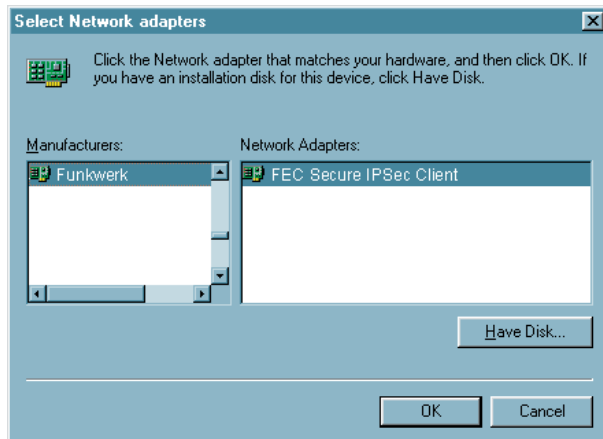 Select Network adapters
Click the Network adapter that matches your hardware, and then click OK. If
you have an installation disk for this device, click Have Disk.
Manufacturers:
Network Adapters:
Funkwerk
FEC Secure IPSec Client
Have Disk...
OK
Cancel